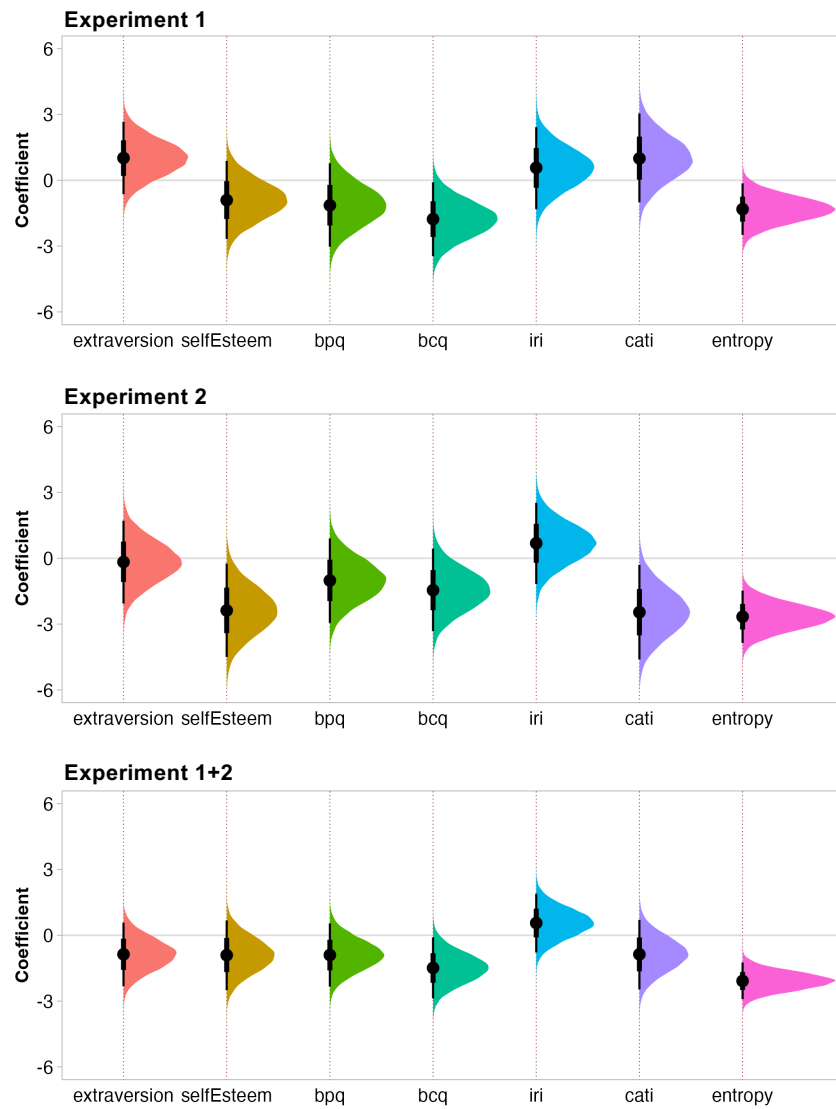 Experiment 1
6
3
0
-3
-6
Coefficient
extraversion selfEsteem bpq bcq iri cati entropy
Experiment 2
6
3
0
-3
-6
Coefficient
extraversion selfEsteem bpq bcq iri cati entropy
Experiment 1+2
6
3
0
-3
-6
Coefficient
extraversion selfEsteem bpq bcq iri cati entropy